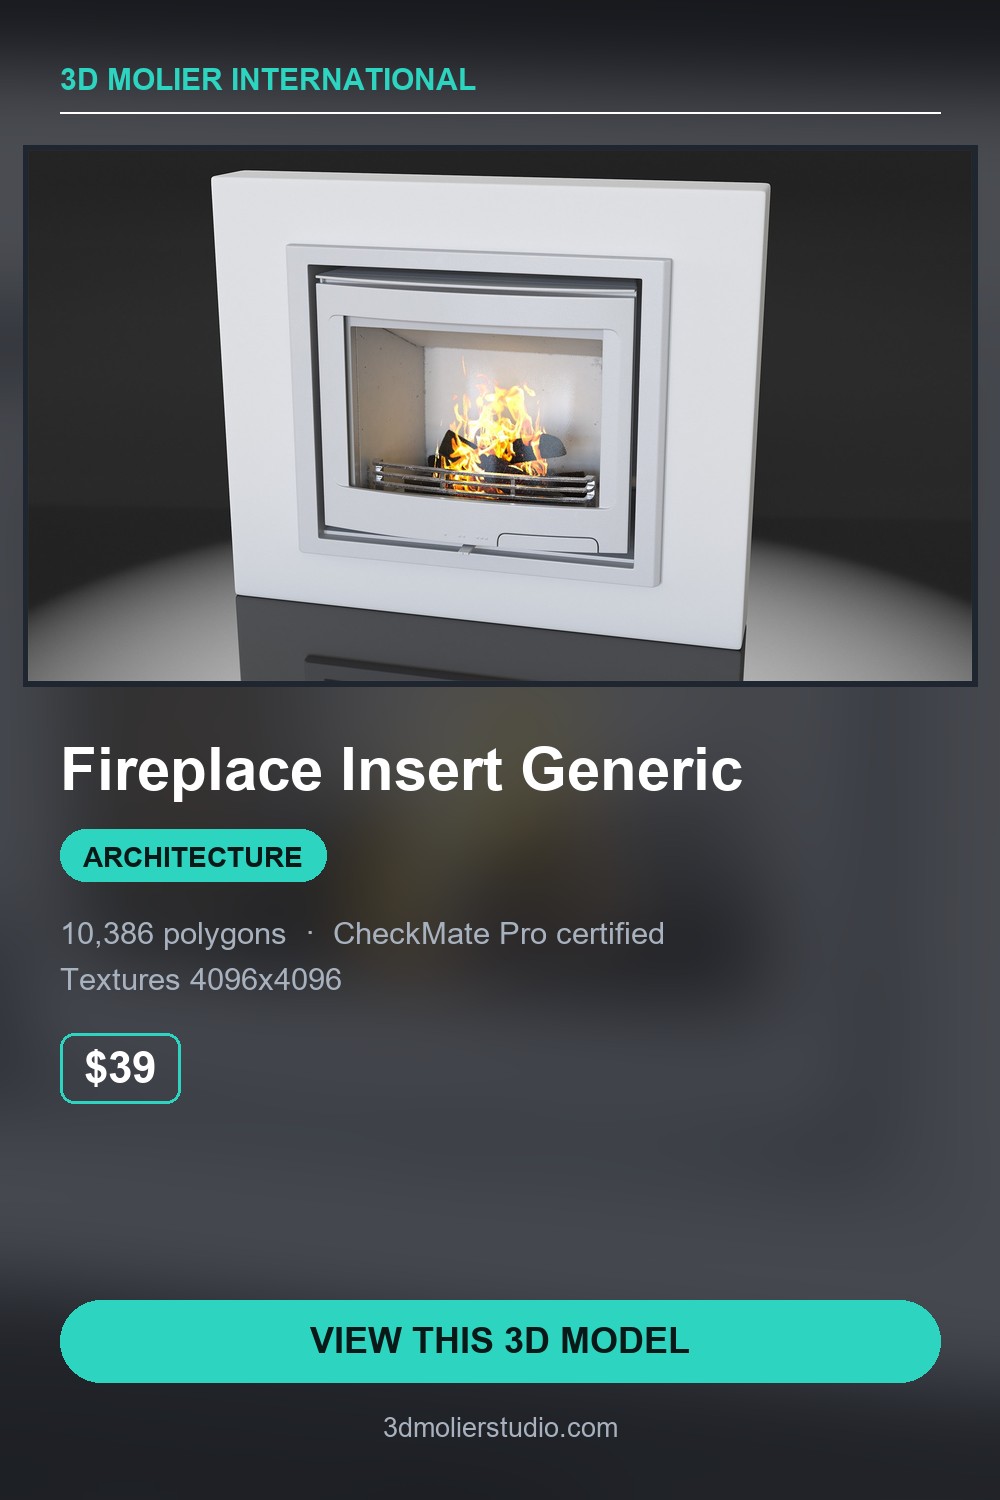 3D MOLIER INTERNATIONAL
Fireplace Insert Generic
ARCHITECTURE
10,386 polygons · CheckMate Pro certified
Textures 4096x4096
$39
VIEW THIS 3D MODEL
3dmolierstudio.com